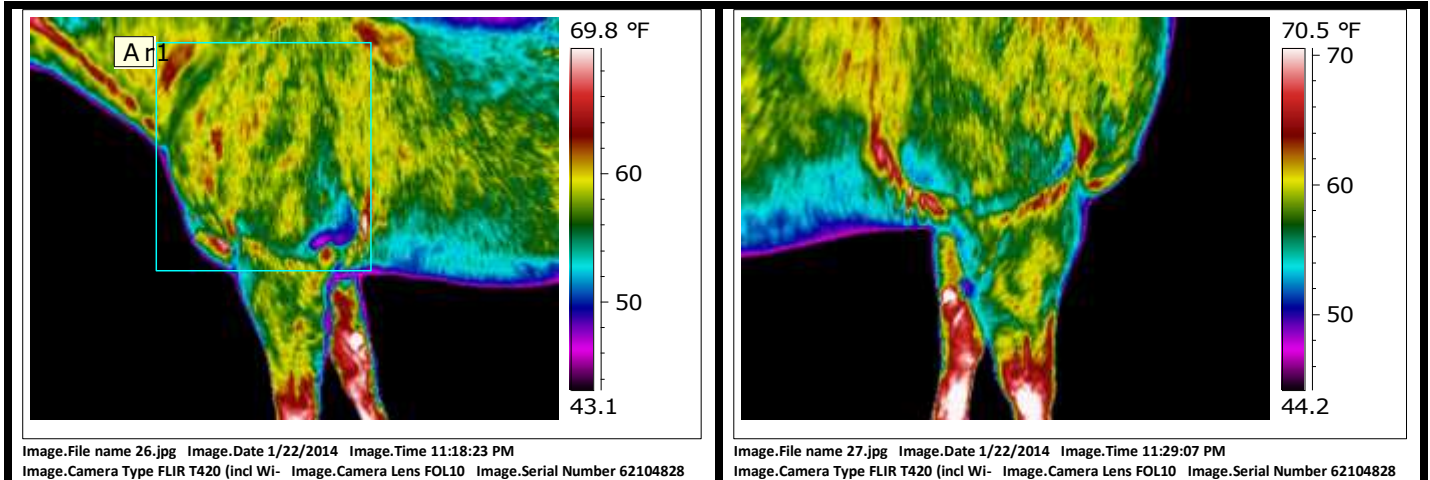 Ar1
69.8 °F
60
50
43.1
Image.File name 26.jpg Image.Date 1/22/2014 Image.Time 11:18:23 PM
Image.Camera Type FLIR T420 (incl Wi- Image.Camera Lens FOL10 Image.Serial Number 62104828
70.5 °F
70
60
50
44.2
Image.File name 27.jpg Image.Date 1/22/2014 Image.Time 11:29:07 PM
Image.Camera Type FLIR T420 (incl Wi- Image.Camera Lens FOL10 Image.Serial Number 62104828